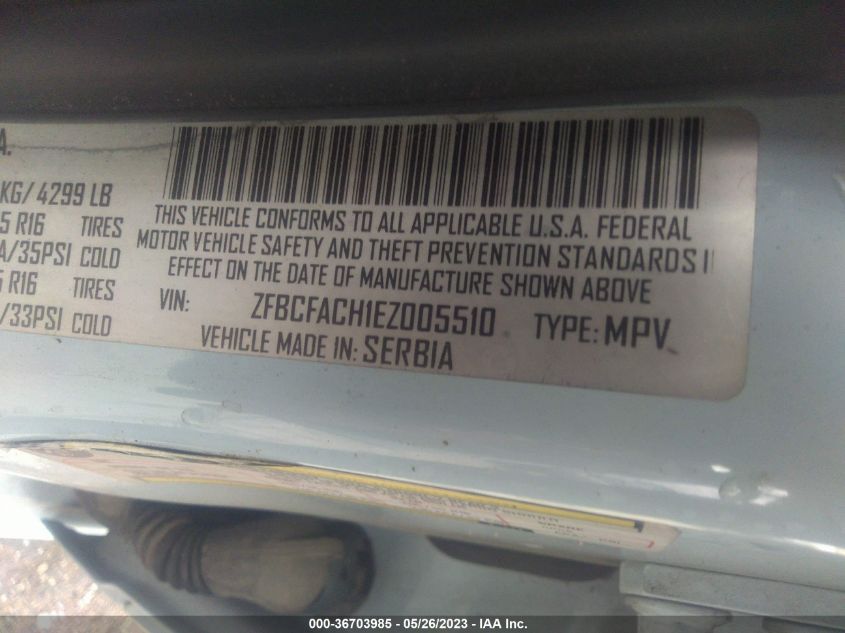 A.
KG/ 4299 LB
5 R16 TIRES
A/35PSI COLD
5 R16 TIRES
/33PSI COLD
THIS VEHICLE CONFORMS TO ALL APPLICABLE U.S.A. FEDERAL
MOTOR VEHICLE SAFETY AND THEFT PREVENTION STANDARDS I
EFFECT ON THE DATE OF MANUFACTURE SHOWN ABOVE
VIN: ZFBCFACH1EZ005510 TYPE: MPV
VEHICLE MADE IN: SERBIA
000-36703985 - 05/26/2023 - IAA Inc.